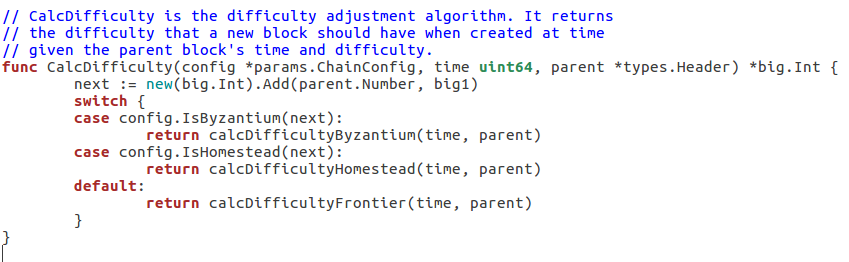 // CalcDifficulty is the difficulty adjustment algorithm. It returns
// the difficulty that a new block should have when created at time
// given the parent block's time and difficulty.
func CalcDifficulty(config *params.ChainConfig, time uint64, parent *types.Header) *big.Int {
        next := new(big.Int).Add(parent.Number, big1)
        switch {
        case config.IsByzantium(next):
                return calcDifficultyByzantium(time, parent)
        case config.IsHomestead(next):
                return calcDifficultyHomestead(time, parent)
        default:
                return calcDifficultyFrontier(time, parent)
        }
}